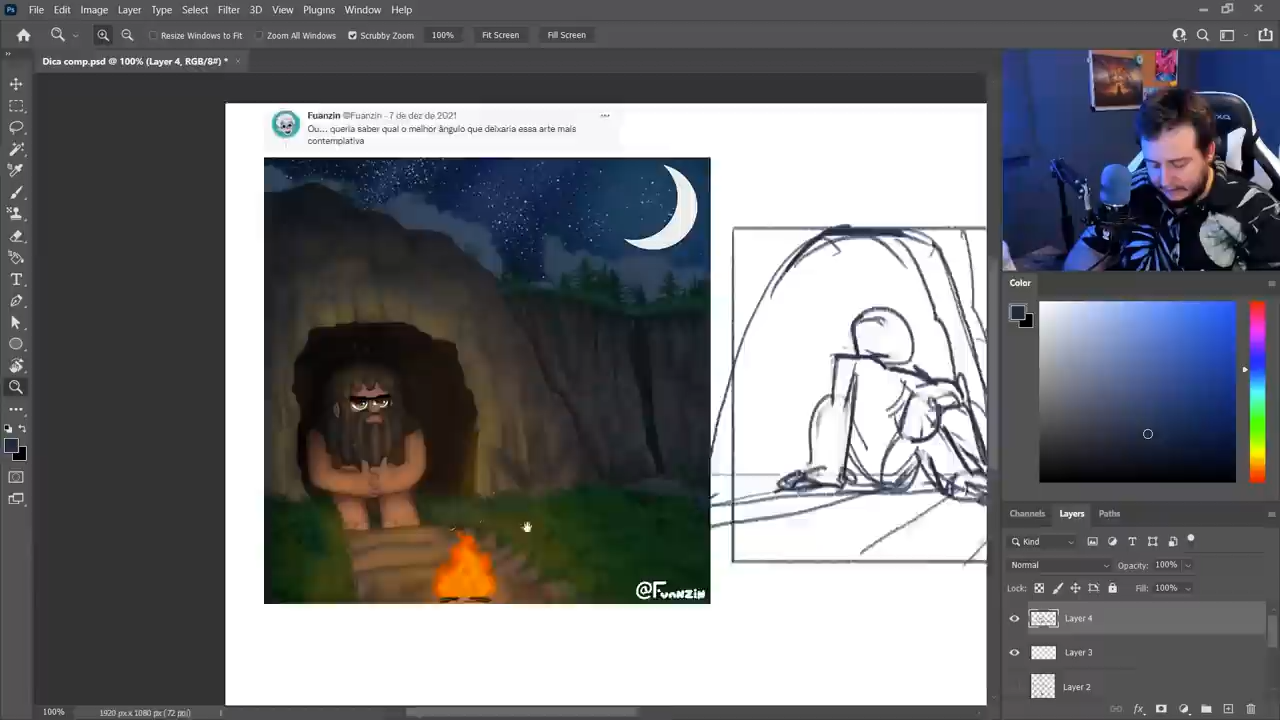 File Edit Image Layer Type Select Filter 3D View Plugins Window Help
Resize Windows to Fit Zoom All Windows Scrubby Zoom 100% Fit Screen Fill Screen
Dica comp.psd @ 100% (Layer 4, RGB/8#) *
Fuanzin @Fuanzin · 7 de dez de 2021
Ou... queria saber qual o melhor ângulo que deixaria essa arte mais
contemplativa
@Fuanzin
Color
Channels Layers Paths
Kind
Normal Opacity: 100%
Lock: Fill: 100%
Layer 4
Layer 3
Layer 2
100% 1920 px x 1080 px (72 ppi)